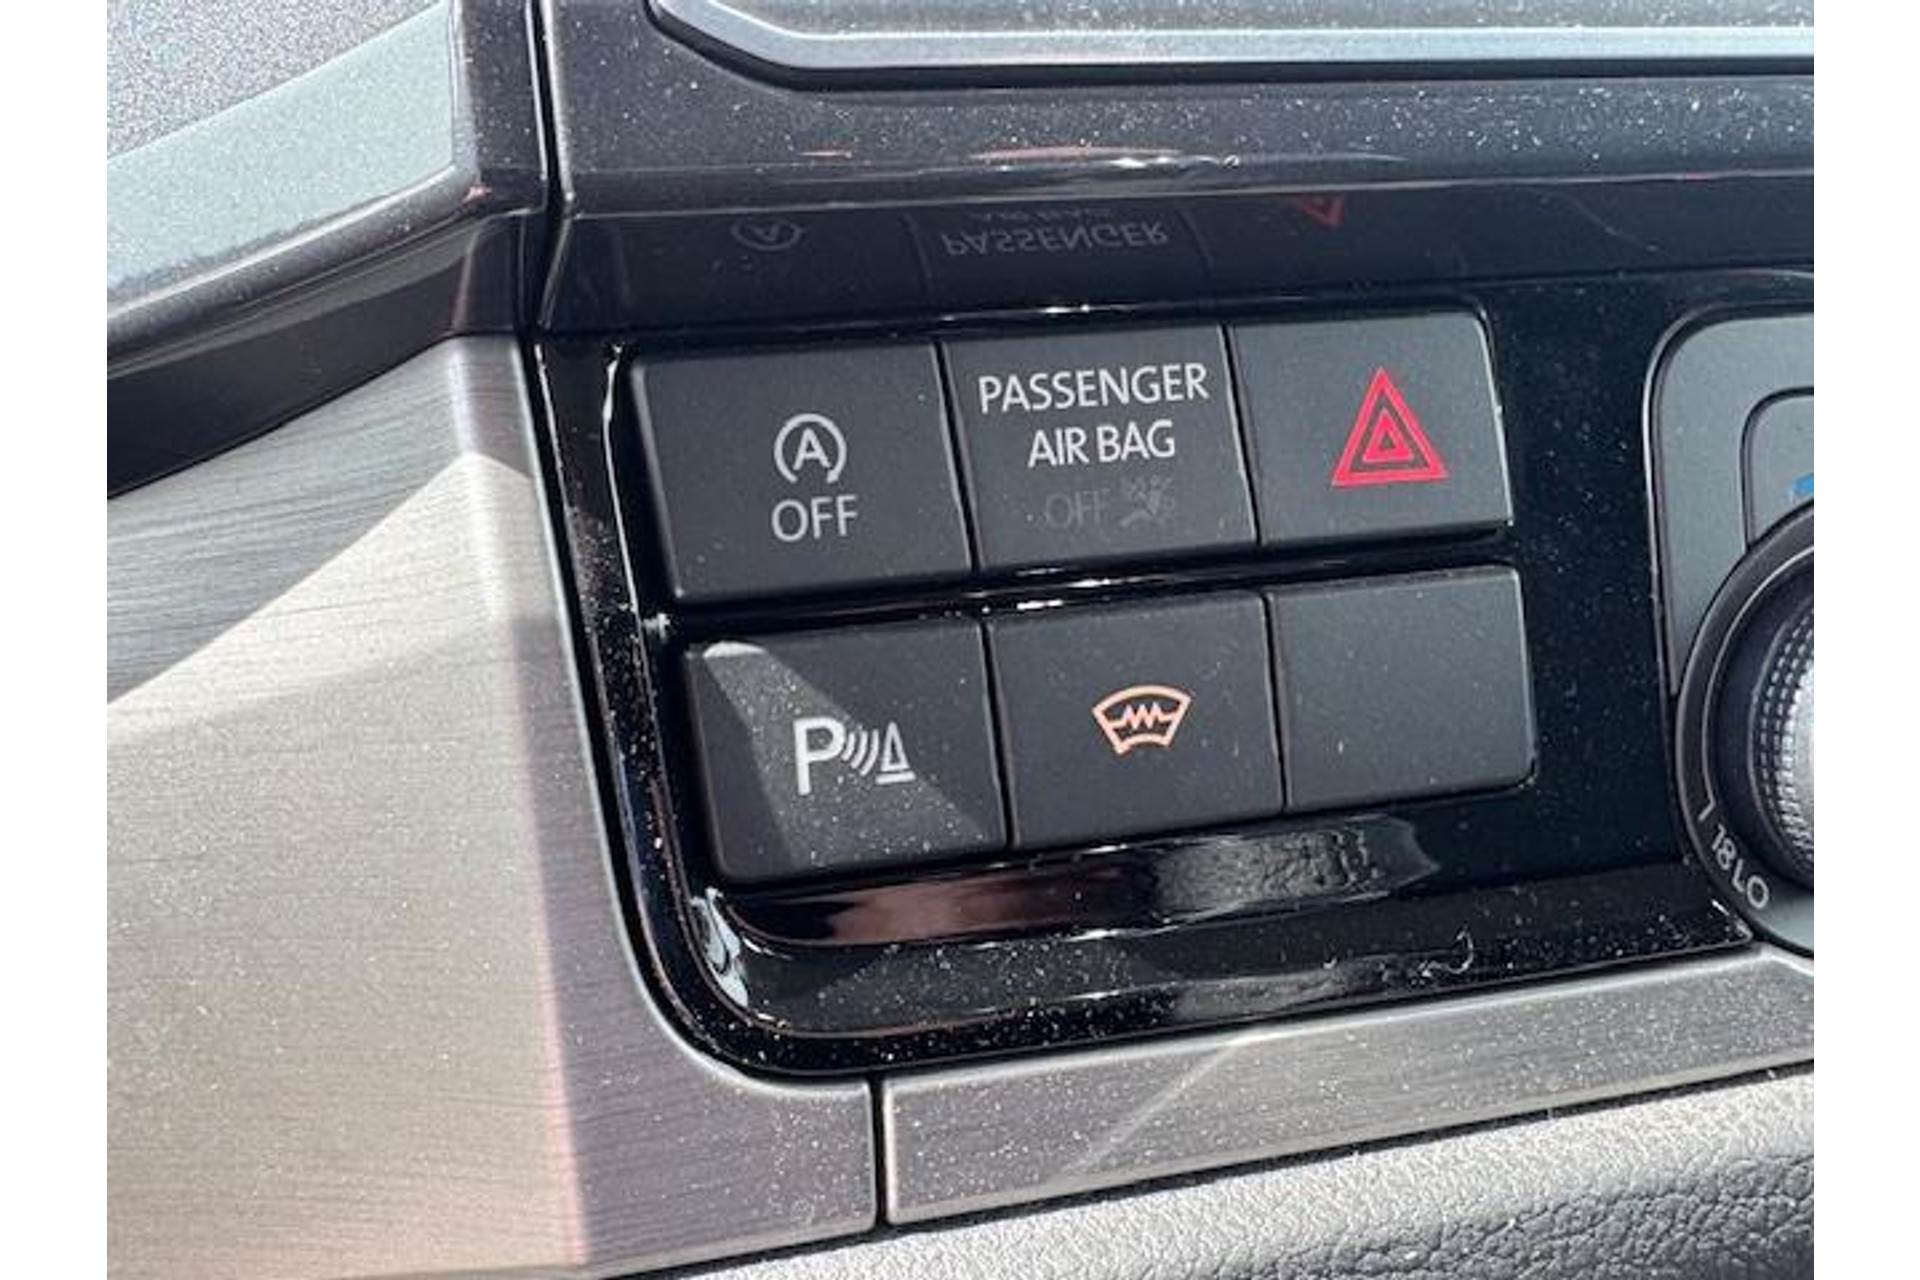 A
OFF
PASSENGER
AIR BAG
OFF
P
LO 18